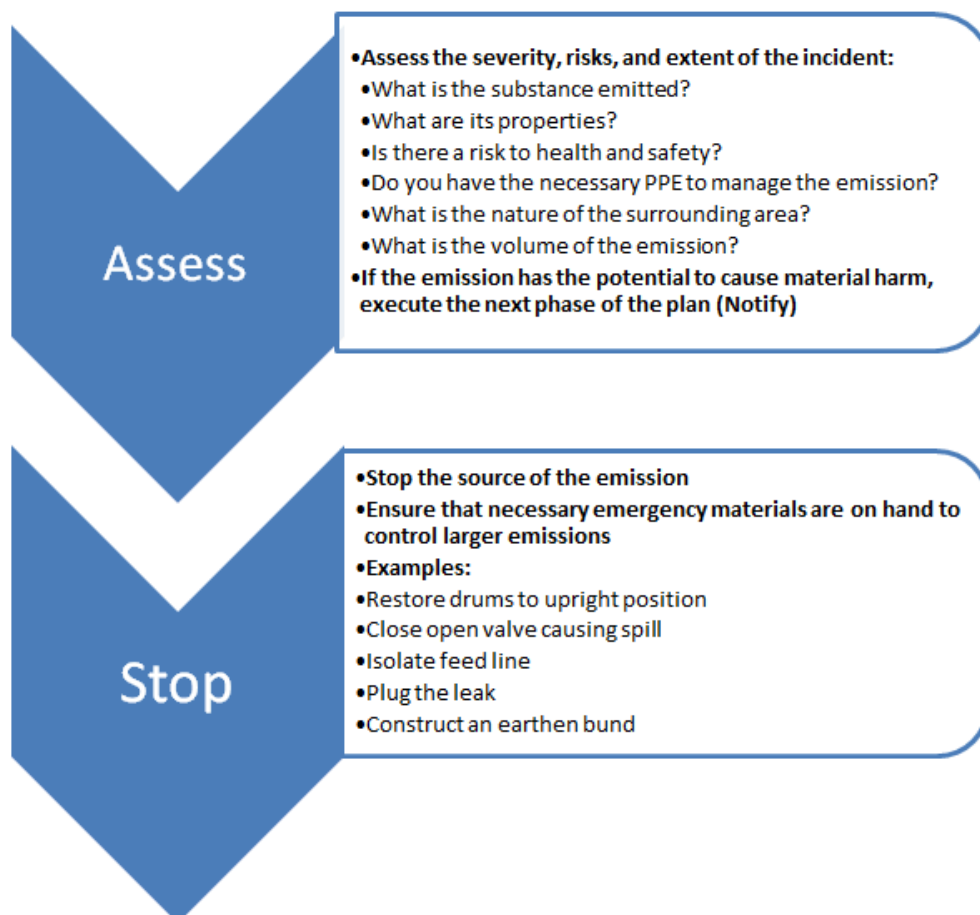 Assess
•Assess the severity, risks, and extent of the incident:
•What is the substance emitted?
•What are its properties?
•Is there a risk to health and safety?
•Do you have the necessary PPE to manage the emission?
•What is the nature of the surrounding area?
•What is the volume of the emission?
•If the emission has the potential to cause material harm,
execute the next phase of the plan (Notify)
Stop
•Stop the source of the emission
•Ensure that necessary emergency materials are on hand to
control larger emissions
•Examples:
•Restore drums to upright position
•Close open valve causing spill
•Isolate feed line
•Plug the leak
•Construct an earthen bund